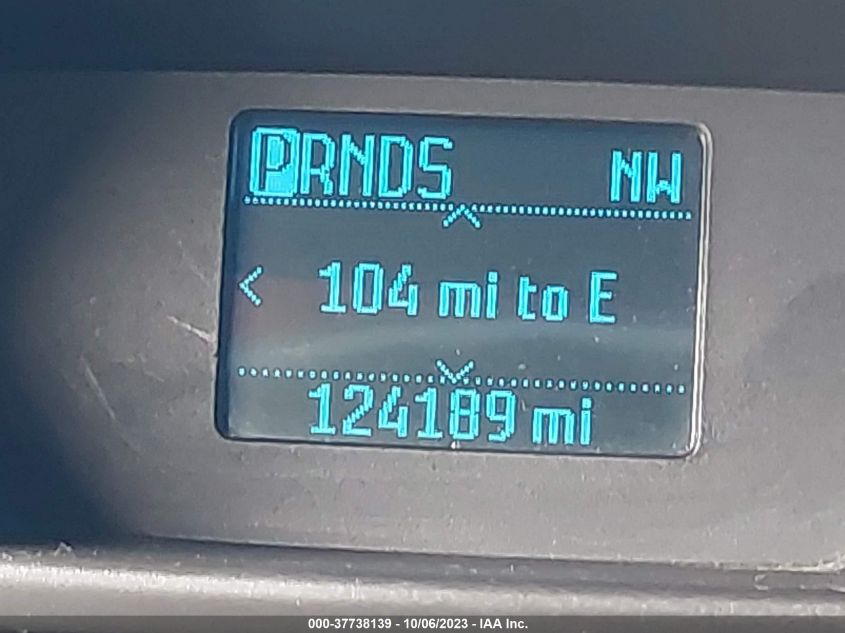 PRNDS NW
104 mi to E
124189 mi
000-37738139 - 10/06/2023 - IAA Inc.